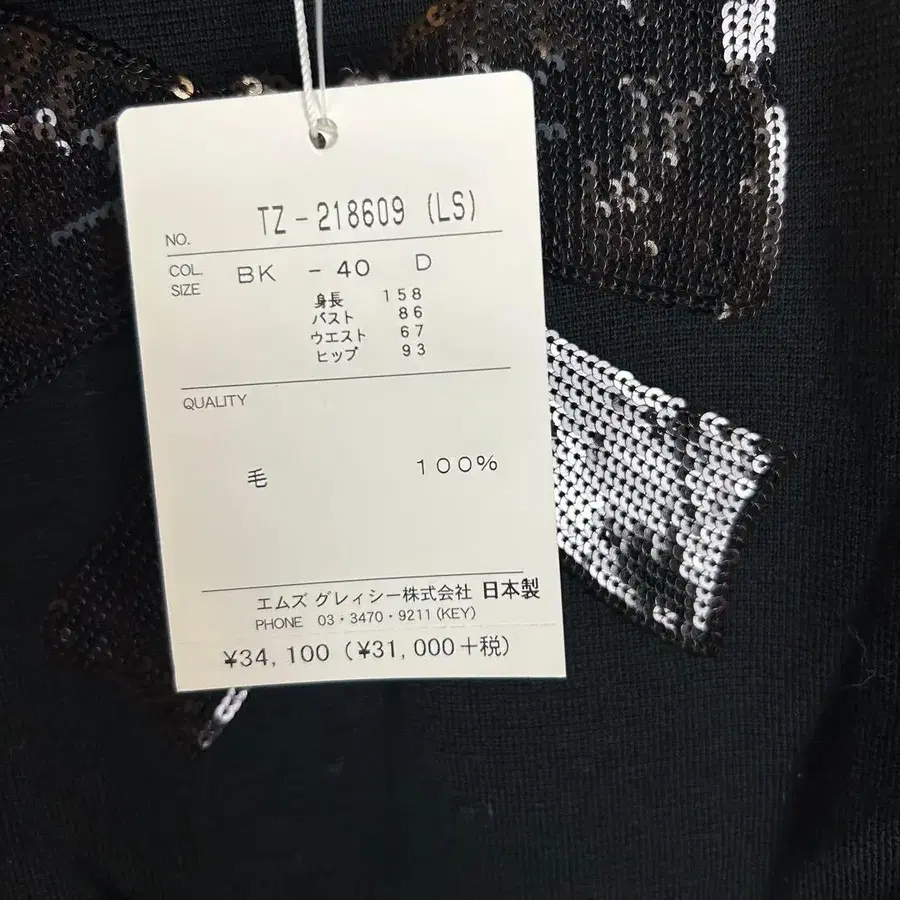 NO. TZ-218609 (LS)
COL. BK - 40 D
SIZE
身長 158
バスト 86
ウエスト 67
ヒップ 93
QUALITY
毛 100%
エムズ グレィシー株式会社 日本製
PHONE 03・3470・9211(KEY)
¥34,100(¥31,000+税)